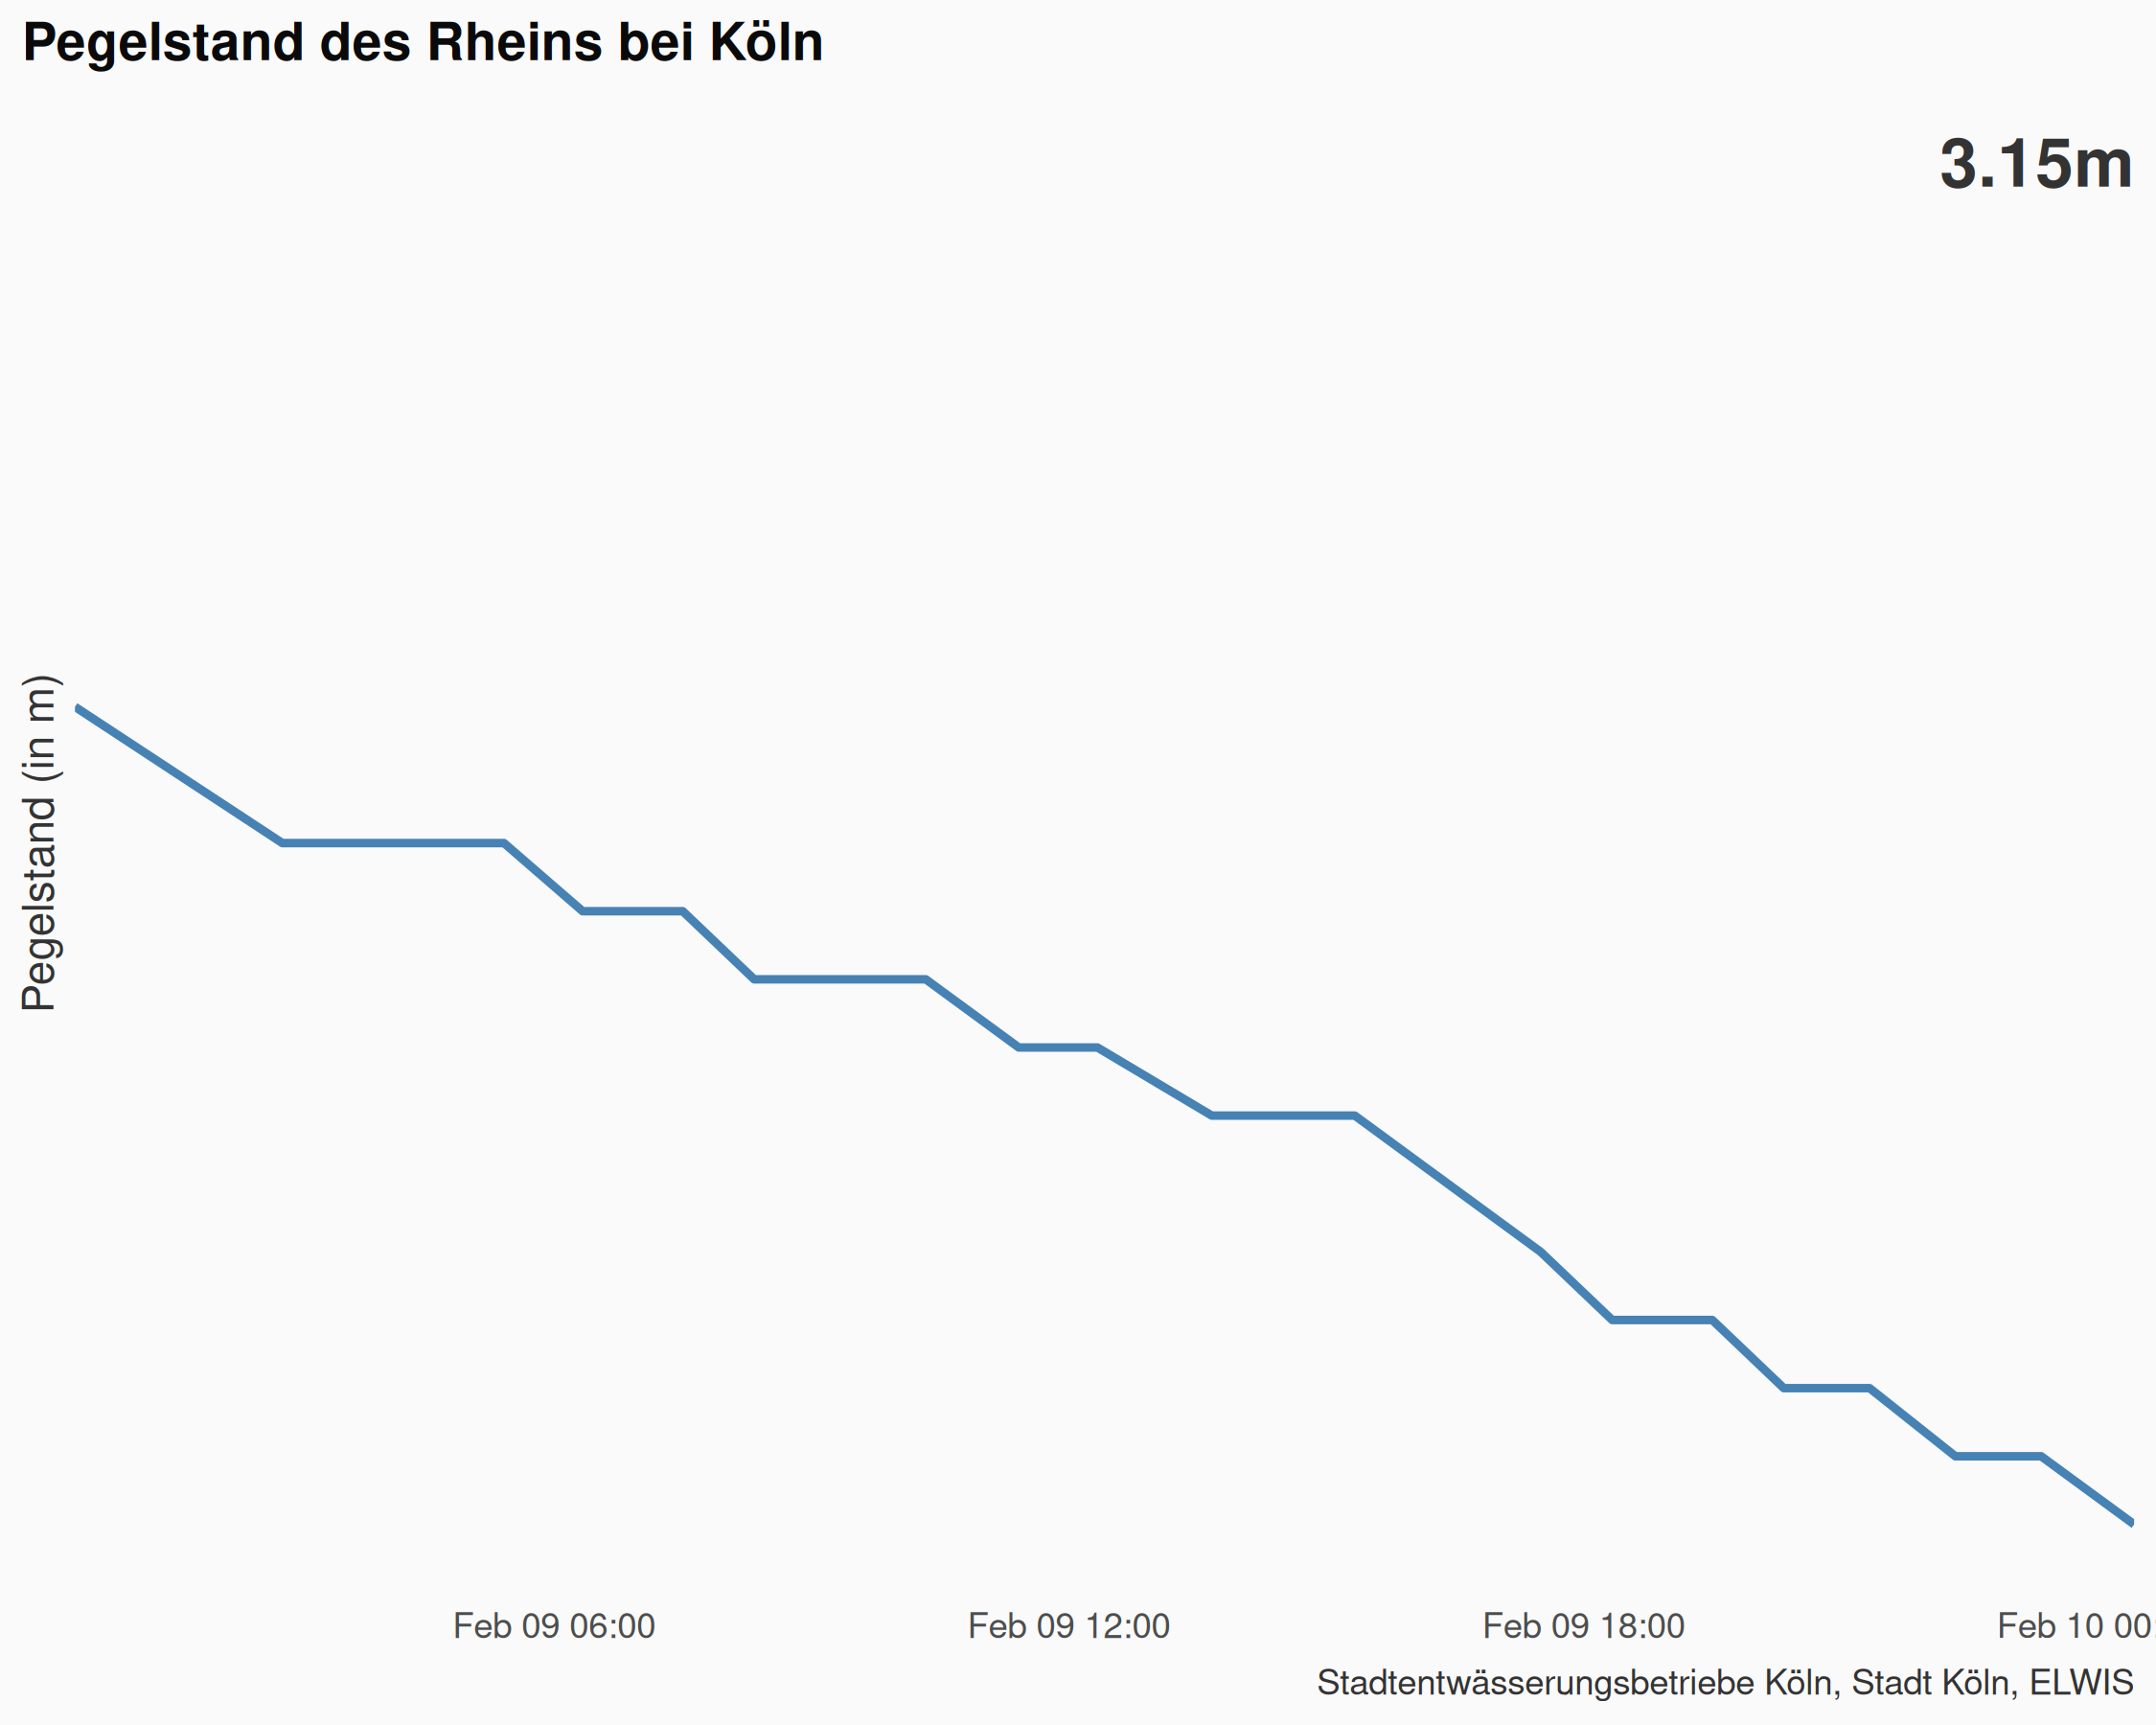 Pegelstand des Rheins bei Köln
3.15m
Pegelstand (in m)
Feb 09 06:00
Feb 09 12:00
Feb 09 18:00
Feb 10 00
Stadtentwässerungsbetriebe Köln, Stadt Köln, ELWIS